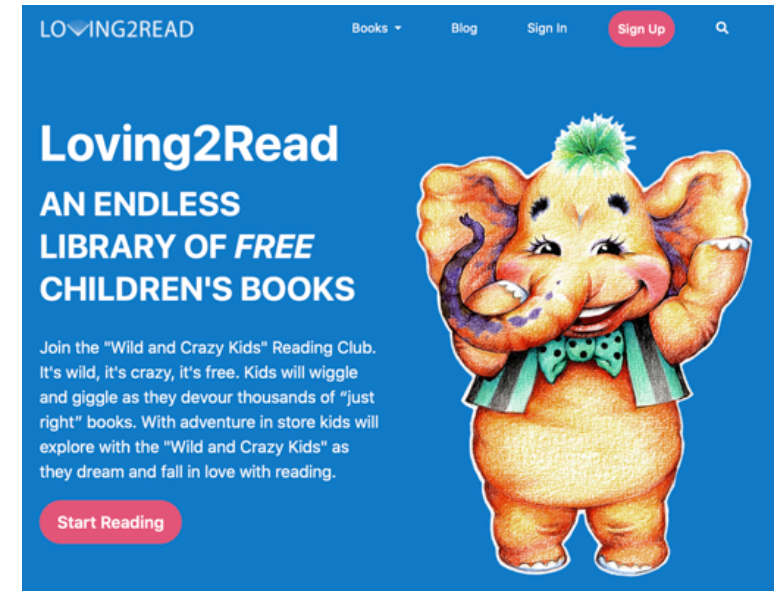 LOVING2READ
Books
Blog
Sign In
Sign Up
Loving2Read
AN ENDLESS
LIBRARY OF FREE
CHILDREN'S BOOKS
Join the "Wild and Crazy Kids" Reading Club.
It's wild, it's crazy, it's free. Kids will wiggle
and giggle as they devour thousands of “just
right” books. With adventure in store kids will
explore with the "Wild and Crazy Kids" as
they dream and fall in love with reading.
Start Reading